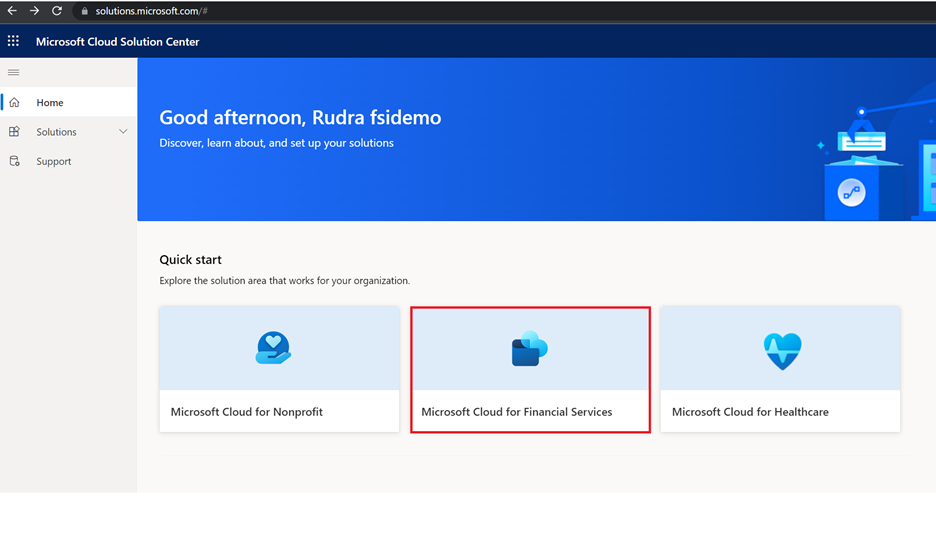 solutions.microsoft.com/#
Microsoft Cloud Solution Center
Home
Solutions
Support
Good afternoon, Rudra fsidemo
Discover, learn about, and set up your solutions
Quick start
Explore the solution area that works for your organization.
Microsoft Cloud for Nonprofit
Microsoft Cloud for Financial Services
Microsoft Cloud for Healthcare